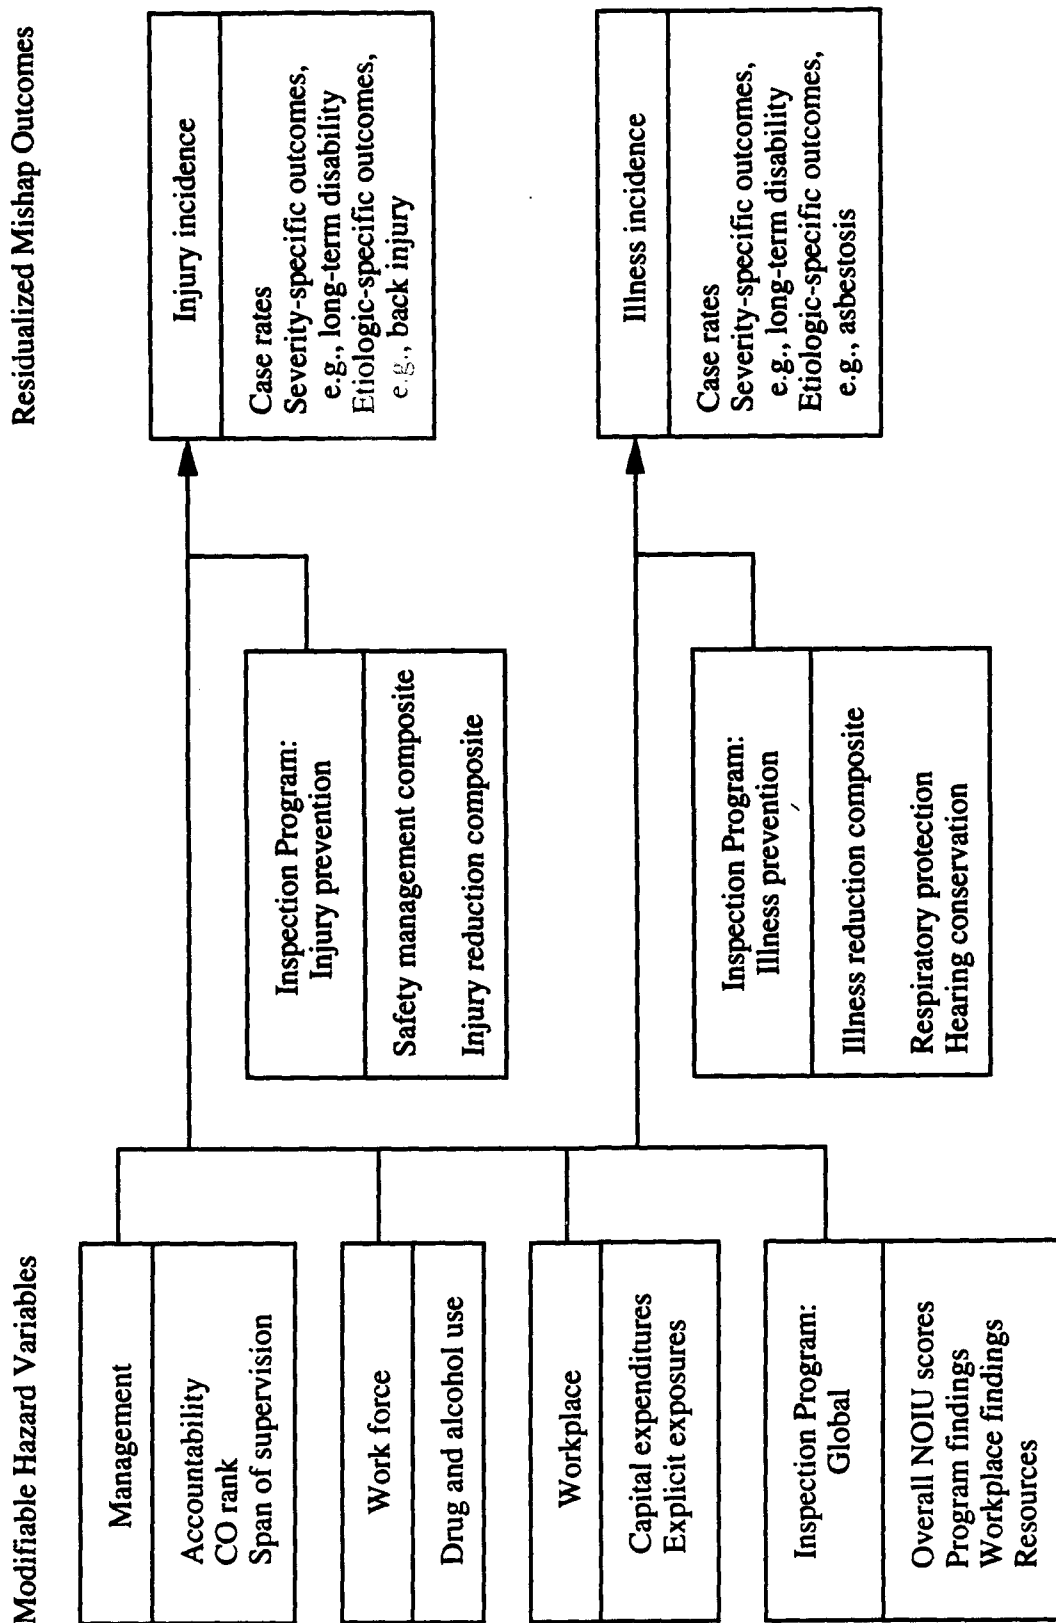 Modifiable Hazard Variables
Residualized Mishap Outcomes
Management
Accountability
CO rank
Span of supervision
Work force
Drug and alcohol use
Workplace
Capital expenditures
Explicit exposures
Inspection Program:
Global
Overall NOIU scores
Program findings
Workplace findings
Resources
Inspection Program:
Injury prevention
Safety management composite
Injury reduction composite
Inspection Program:
Illness prevention
Illness reduction composite
Respiratory protection
Hearing conservation
Injury incidence
Case rates
Severity-specific outcomes,
e.g., long-term disability
Etiologic-specific outcomes,
e.g., back injury
Illness incidence
Case rates
Severity-specific outcomes,
e.g., long-term disability
Etiologic-specific outcomes,
e.g., asbestosis